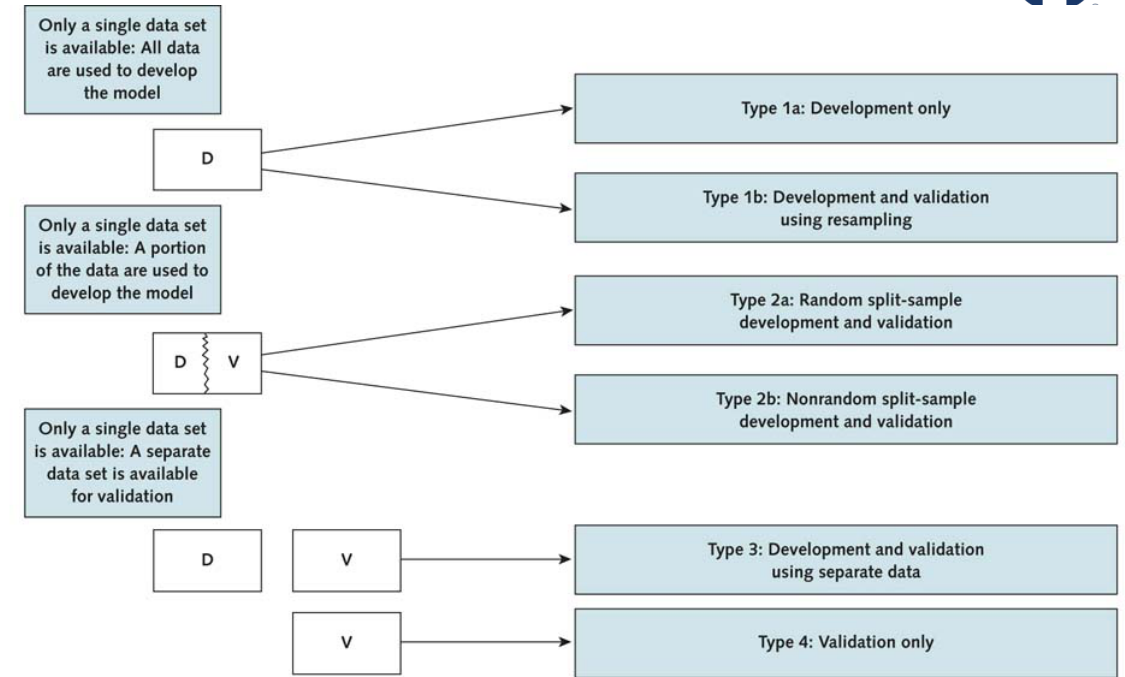 Only a single data set
is available: All data
are used to develop
the model
D
Type 1a: Development only
Type 1b: Development and validation
using resampling
Only a single data set
is available: A portion
of the data are used to
develop the model
D
V
Type 2a: Random split-sample
development and validation
Type 2b: Nonrandom split-sample
development and validation
Only a single data set
is available: A separate
data set is available
for validation
D
V
Type 3: Development and validation
using separate data
V
Type 4: Validation only